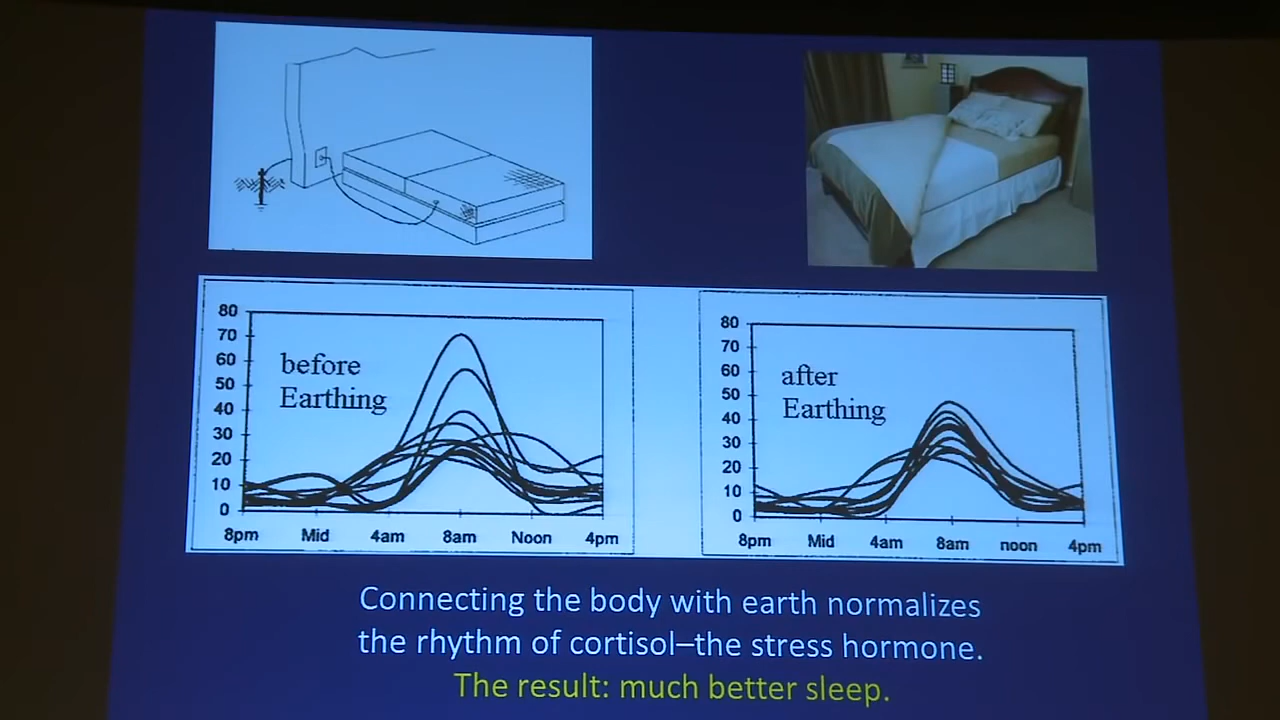 80
70
60
50
40
30
20
10
0
before
Earthing
8pm Mid 4am 8am Noon 4pm
80
70
60
50
40
30
20
10
0
after
Earthing
8pm Mid 4am 8am noon 4pm
Connecting the body with earth normalizes
the rhythm of cortisol–the stress hormone.
The result: much better sleep.